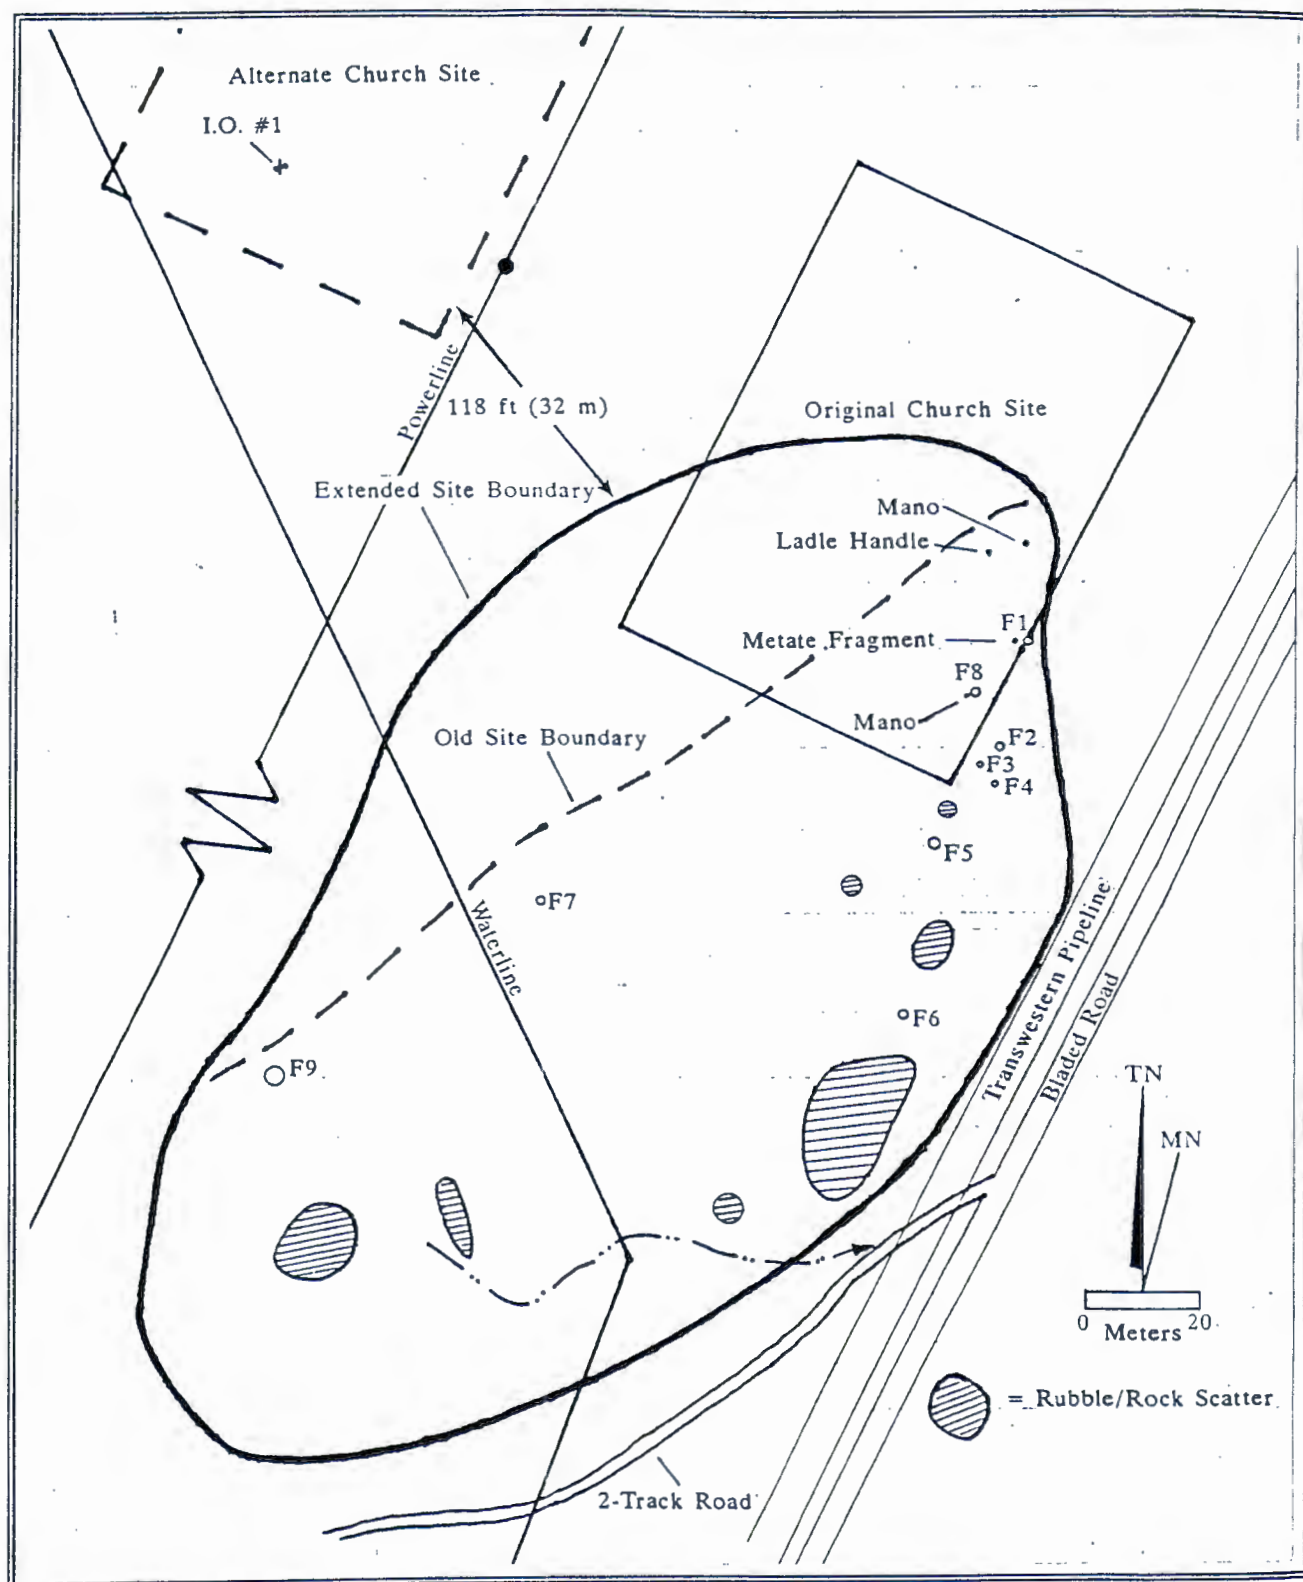 Alternate Church Site
I.O. #1
Powerline
118 ft (32 m)
Original Church Site
Extended Site Boundary
Mano
Ladle Handle
F1
Metate Fragment
F8
Mano
F2
Old Site Boundary
F3
F4
F5
F7
Waterline
Transwestern Pipeline
F6
Bladed Road
F9
TN
MN
0 20
Meters
= Rubble/Rock Scatter
2-Track Road